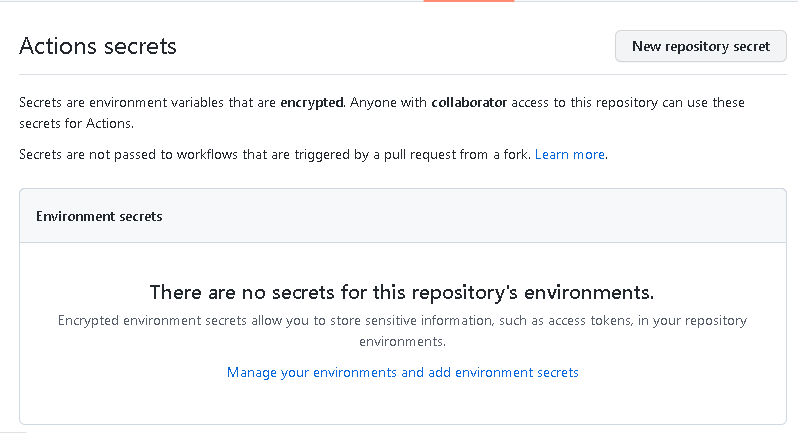 Actions secrets
New repository secret
Secrets are environment variables that are encrypted. Anyone with collaborator access to this repository can use these
secrets for Actions.
Secrets are not passed to workflows that are triggered by a pull request from a fork. Learn more.
Environment secrets
There are no secrets for this repository's environments.
Encrypted environment secrets allow you to store sensitive information, such as access tokens, in your repository
environments.
Manage your environments and add environment secrets